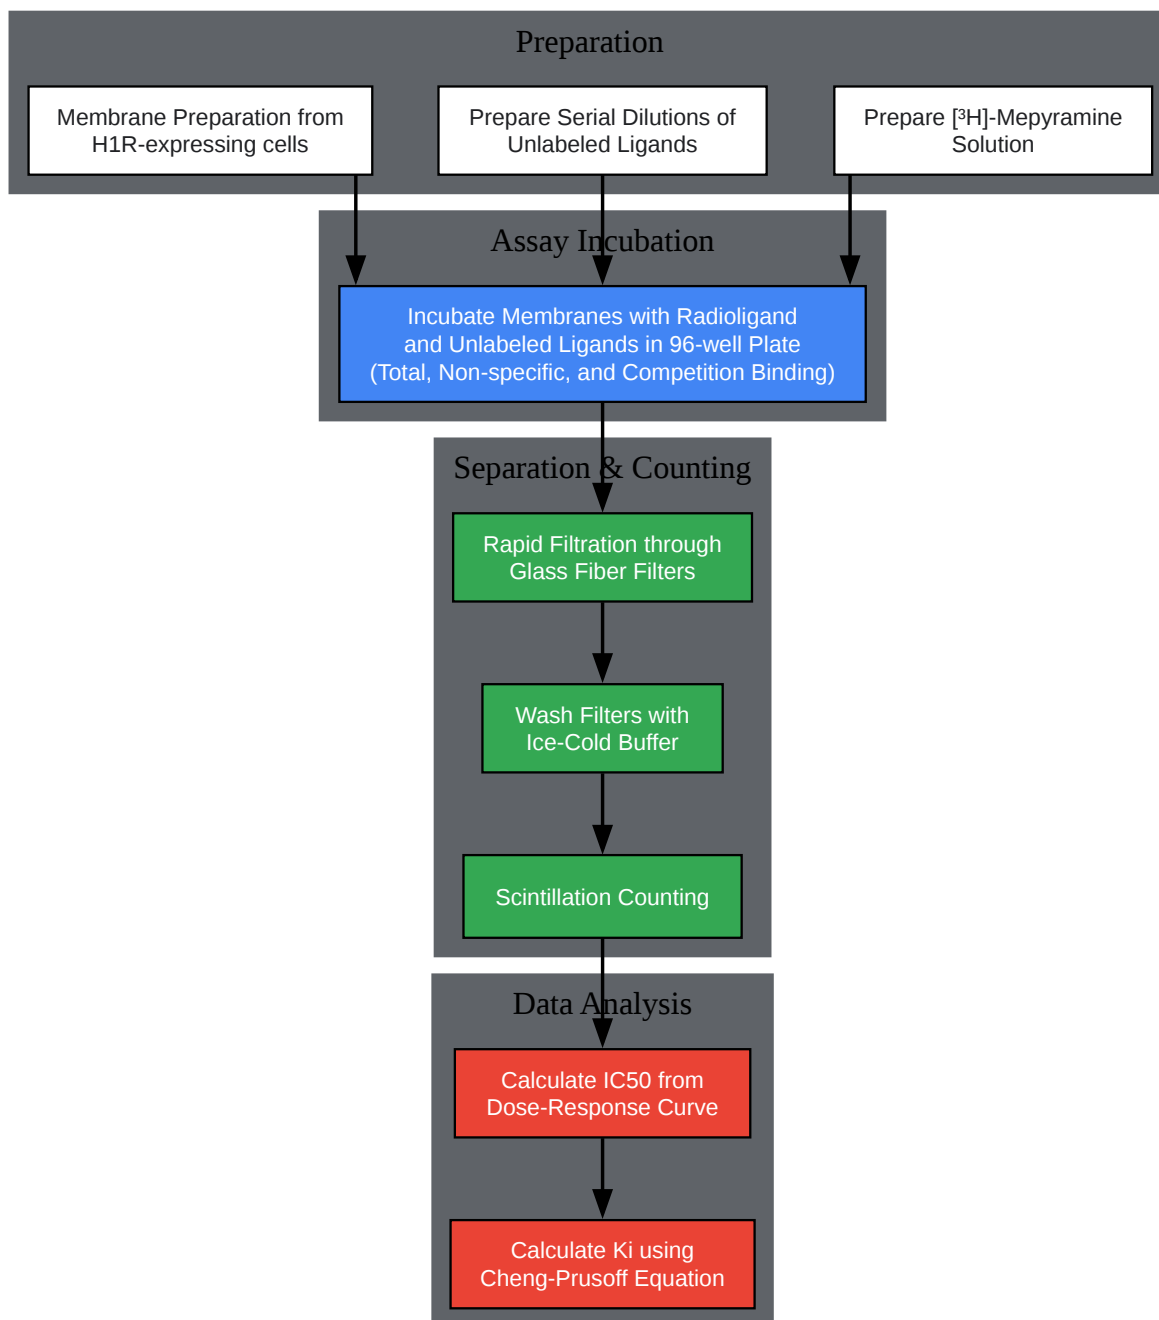 Preparation
Membrane Preparation from
H1R-expressing cells
Prepare Serial Dilutions of
Unlabeled Ligands
Prepare [³H]-Mepyramine
Solution
Assay Incubation
Incubate Membranes with Radioligand
and Unlabeled Ligands in 96-well Plate
(Total, Non-specific, and Competition Binding)
Separation & Counting
Rapid Filtration through
Glass Fiber Filters
Wash Filters with
Ice-Cold Buffer
Scintillation Counting
Data Analysis
Calculate IC50 from
Dose-Response Curve
Calculate Ki using
Cheng-Prusoff Equation